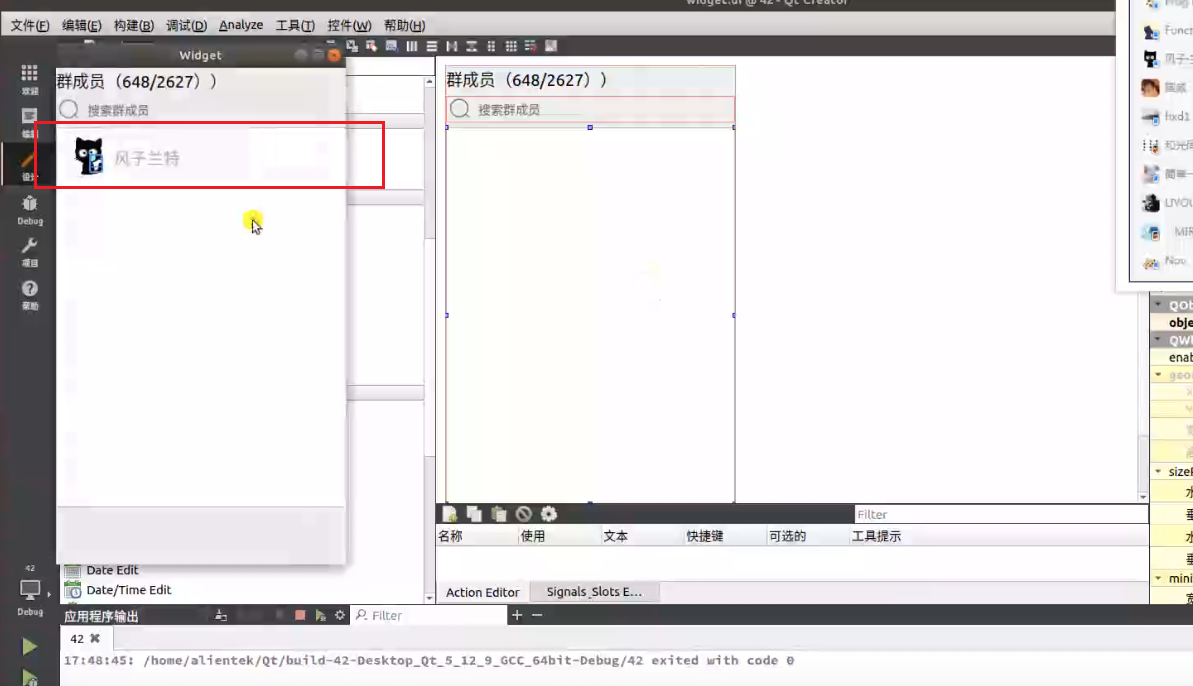 widget.ui @ 42 - Qt Creator
文件(F) 编辑(E) 构建(B) 调试(D) Analyze 工具(T) 控件(W) 帮助(H)
Widget
群成员（648/2627））
搜索群成员
风子兰特
欢迎
编辑
设计
Debug
项目
帮助
42
Debug
群成员（648/2627））
搜索群成员
Funct
风子兰
hxd1
和光同
简单一
LIVOU
MIR
Nou
QOb
obje
QWi
enab
geo
sizeP
水
垂
水
垂
mini
宽
Filter
名称 使用 文本 快捷键 可选的 工具提示
Date Edit
Date/Time Edit
Action Editor Signals_Slots E...
应用程序输出 Filter
42
17:48:45: /home/alientek/Qt/build-42-Desktop_Qt_5_12_9_GCC_64bit-Debug/42 exited with code 0